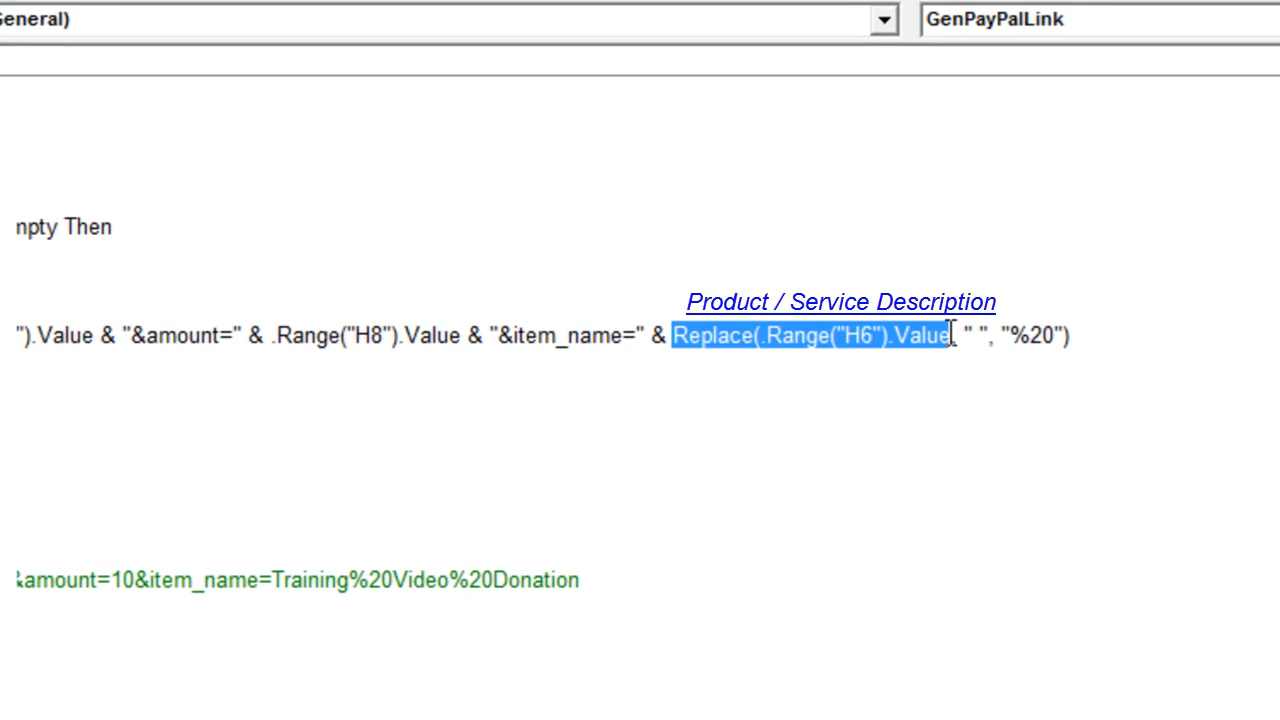 General) GenPayPalLink
npty Then
Product / Service Description
").Value & "&amount=" & .Range("H8").Value & "&item_name=" & Replace(.Range("H6").Value, " ", "%20")
&amount=10&item_name=Training%20Video%20Donation